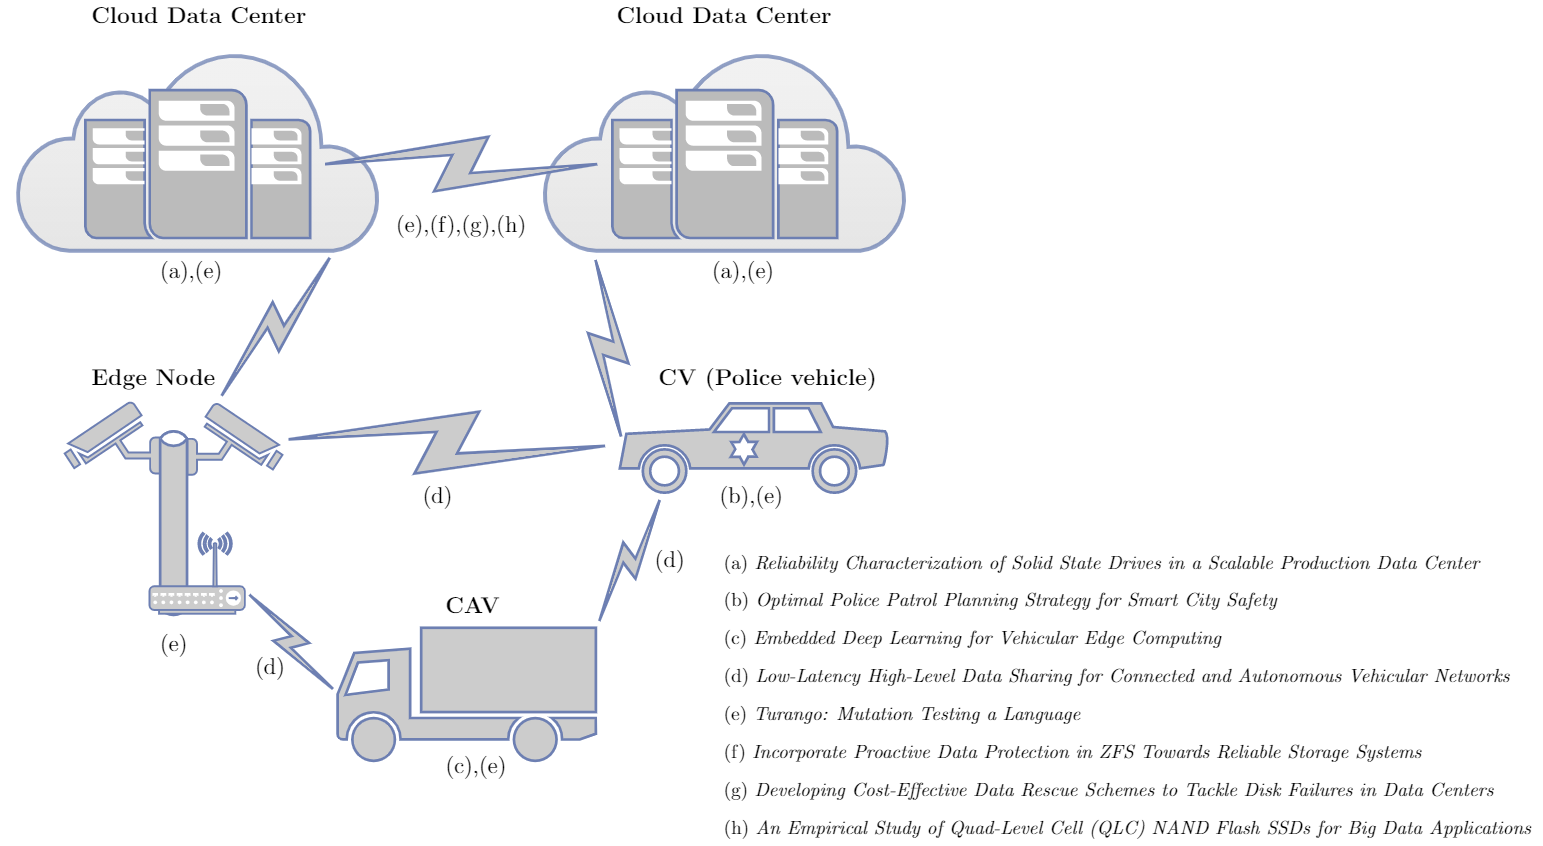 Cloud Data Center
Cloud Data Center
(e),(f),(g),(h)
(a),(e)
(a),(e)
Edge Node
CV (Police vehicle)
(d)
(b),(e)
(d)
CAV
(e)
(d)
(c),(e)
(a) Reliability Characterization of Solid State Drives in a Scalable Production Data Center
(b) Optimal Police Patrol Planning Strategy for Smart City Safety
(c) Embedded Deep Learning for Vehicular Edge Computing
(d) Low-Latency High-Level Data Sharing for Connected and Autonomous Vehicular Networks
(e) Turango: Mutation Testing a Language
(f) Incorporate Proactive Data Protection in ZFS Towards Reliable Storage Systems
(g) Developing Cost-Effective Data Rescue Schemes to Tackle Disk Failures in Data Centers
(h) An Empirical Study of Quad-Level Cell (QLC) NAND Flash SSDs for Big Data Applications